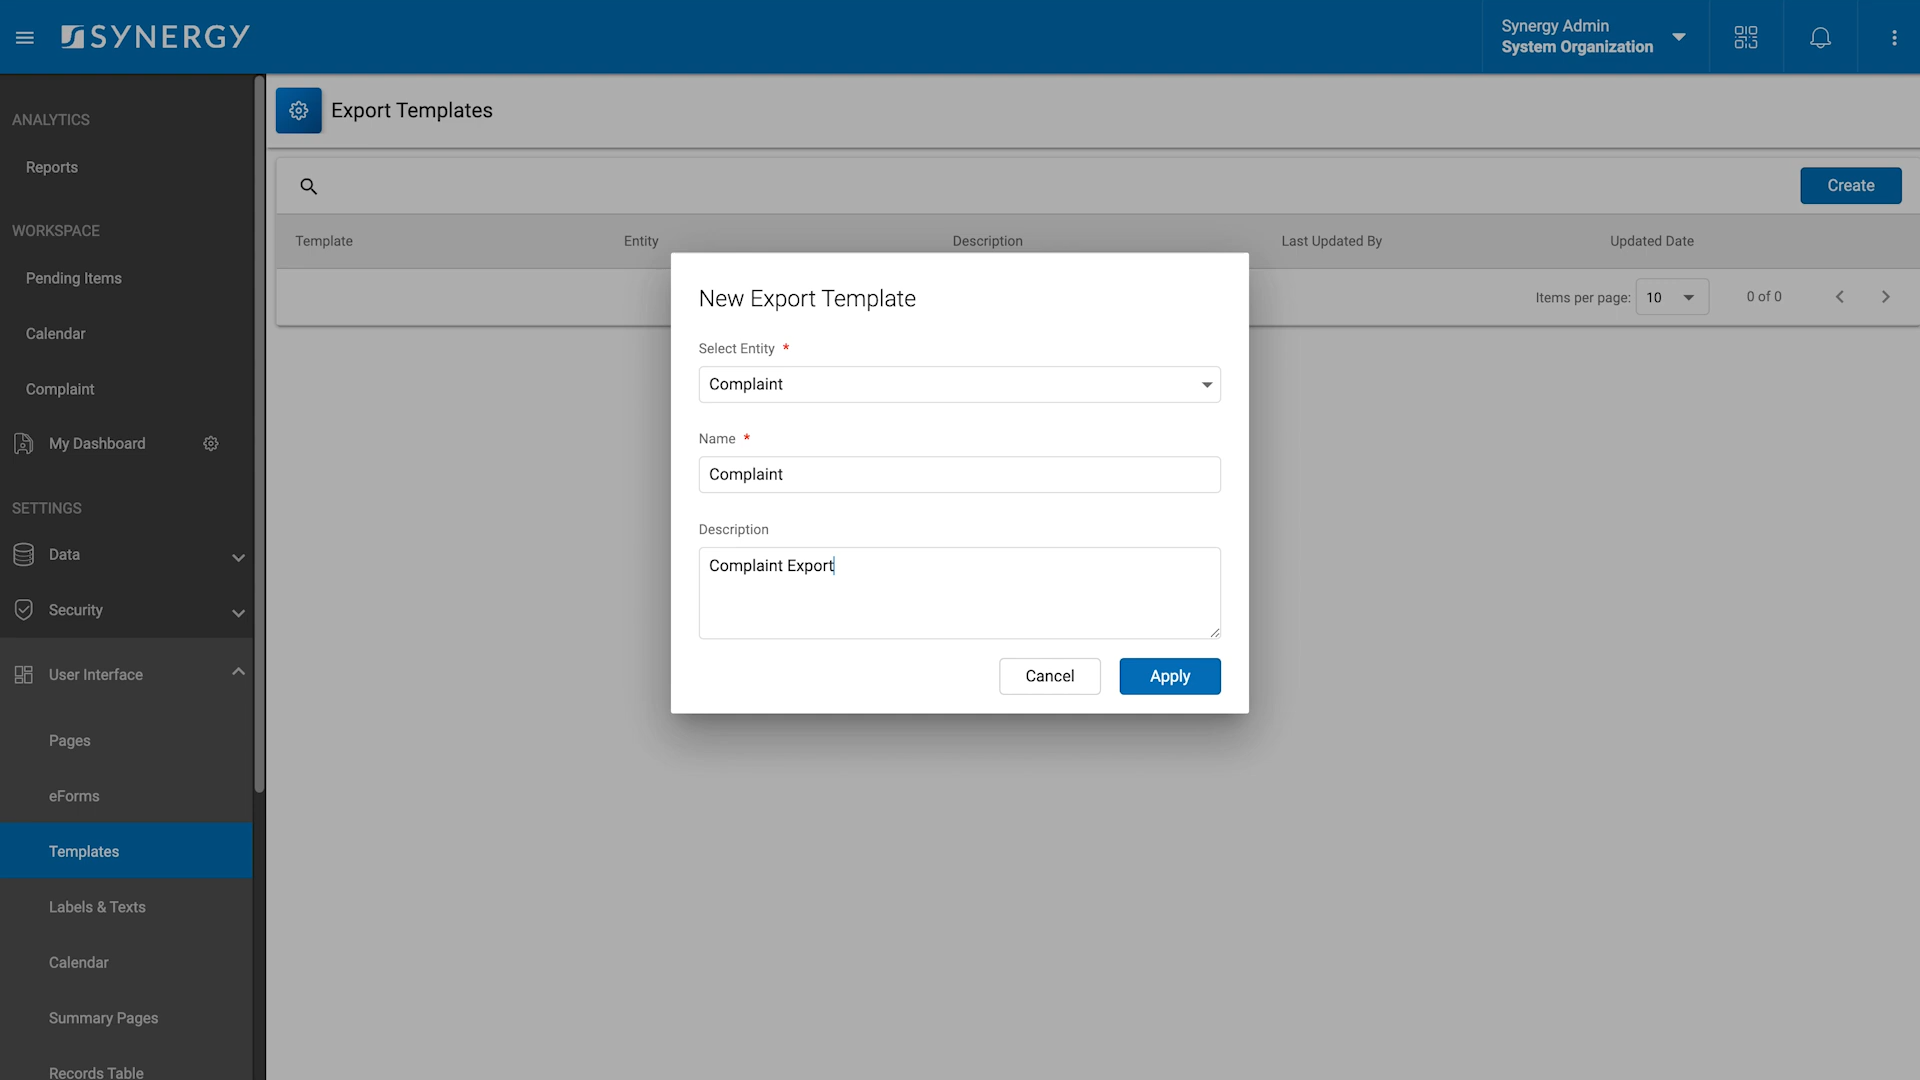 SYNERGY
Synergy Admin
System Organization
ANALYTICS
Reports
WORKSPACE
Pending Items
Calendar
Complaint
My Dashboard
SETTINGS
Data
Security
User Interface
Pages
eForms
Templates
Labels & Texts
Calendar
Summary Pages
Records Table
Export Templates
Create
Template Entity Description Last Updated By Updated Date
Items per page: 10 0 of 0
New Export Template
Select Entity *
Complaint
Name *
Complaint
Description
Complaint Export
Cancel Apply